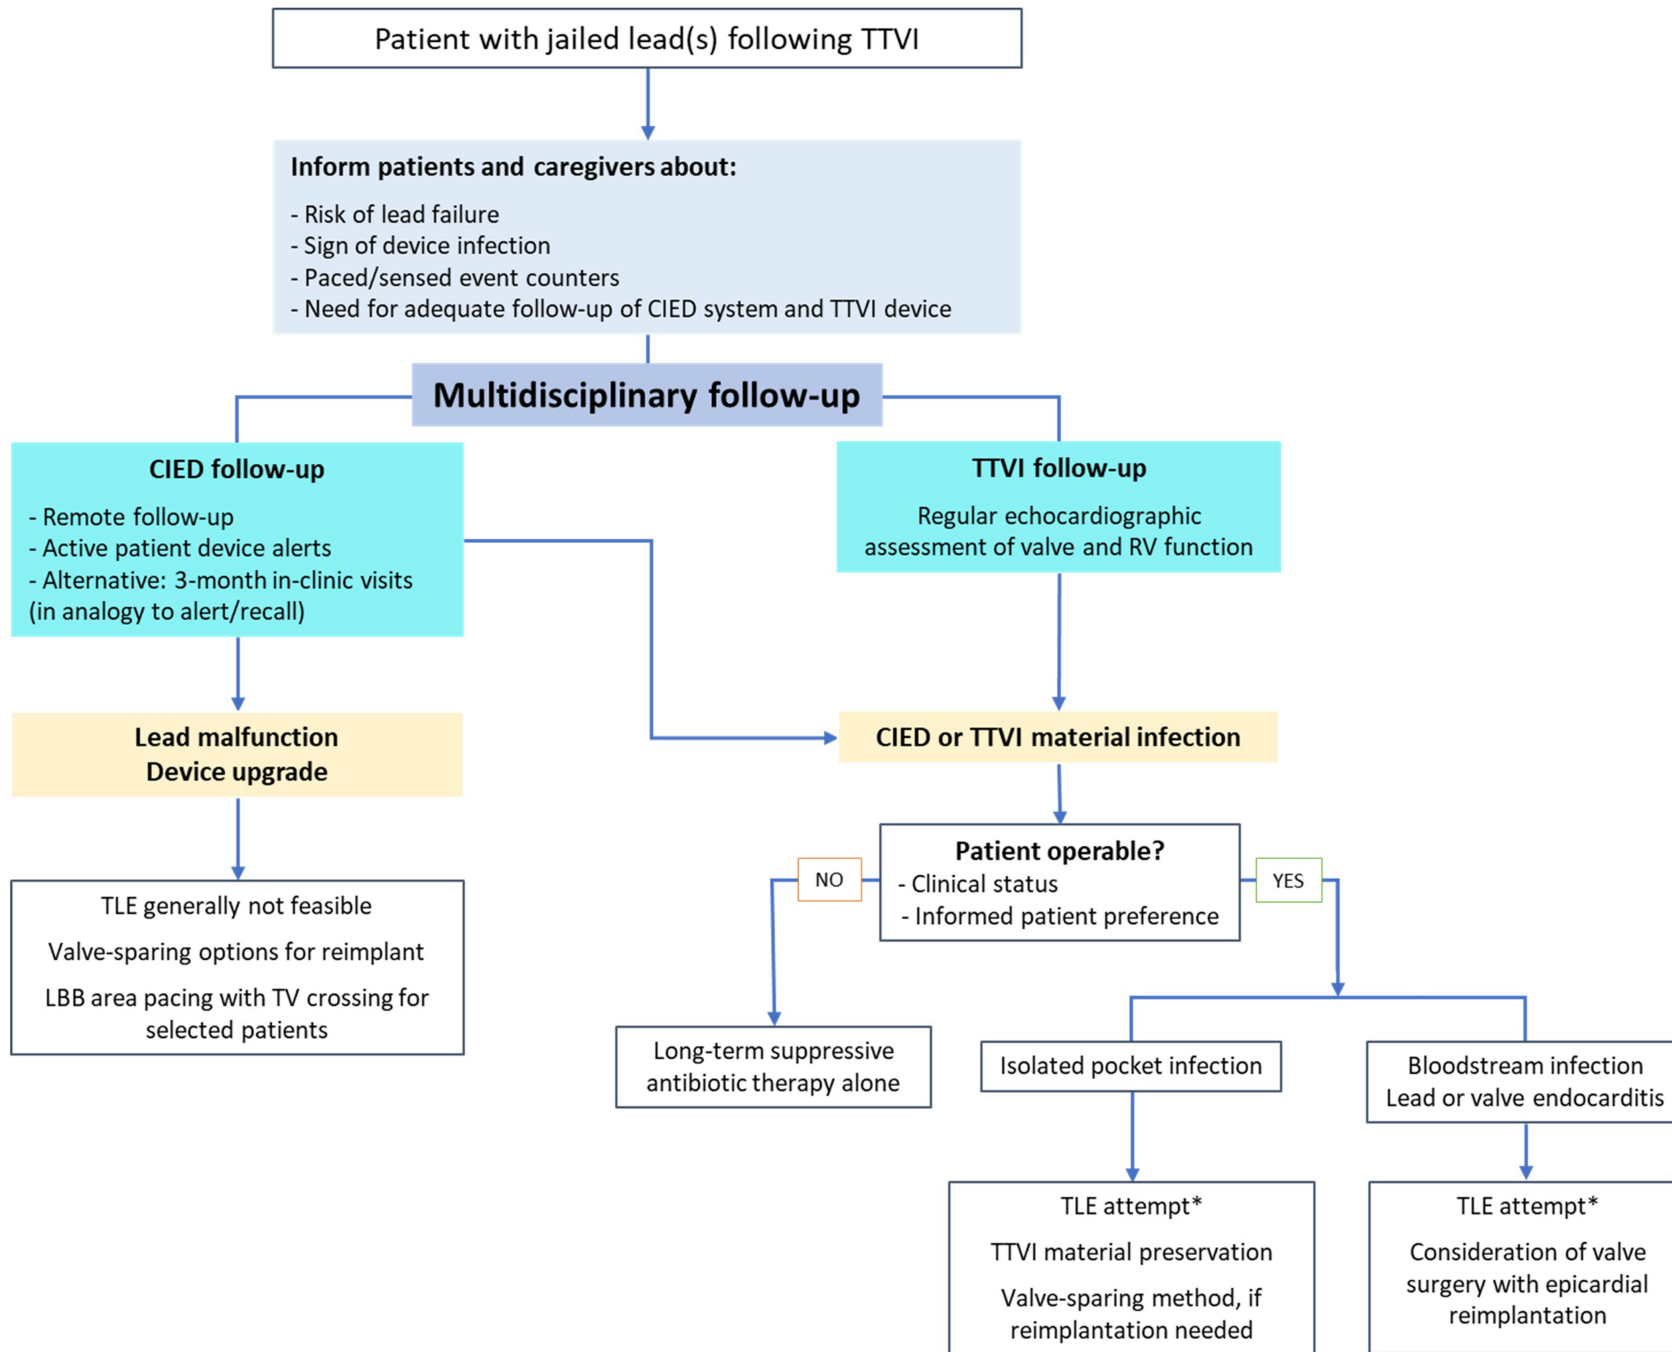 Patient with jailed lead(s) following TTVI
Inform patients and caregivers about:
- Risk of lead failure
- Sign of device infection
- Paced/sensed event counters
- Need for adequate follow-up of CIED system and TTVI device
Multidisciplinary follow-up
CIED follow-up
- Remote follow-up
- Active patient device alerts
- Alternative: 3-month in-clinic visits
(in analogy to alert/recall)
TTVI follow-up
Regular echocardiographic
assessment of valve and RV function
Lead malfunction
Device upgrade
CIED or TTVI material infection
TLE generally not feasible
Valve-sparing options for reimplant
LBB area pacing with TV crossing for
selected patients
Patient operable?
- Clinical status
- Informed patient preference
NO
YES
Long-term suppressive
antibiotic therapy alone
Isolated pocket infection
Bloodstream infection
Lead or valve endocarditis
TLE attempt*
TTVI material preservation
Valve-sparing method, if
reimplantation needed
TLE attempt*
Consideration of valve
surgery with epicardial
reimplantation